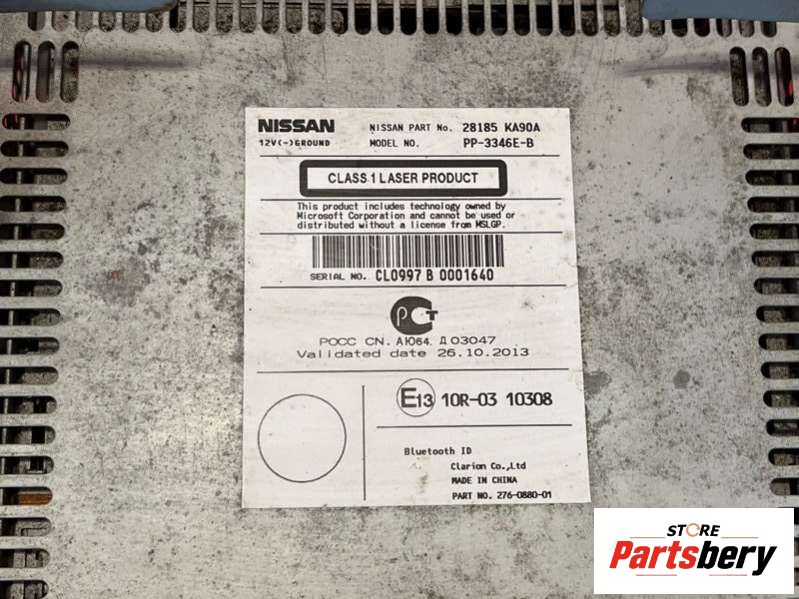 NISSAN NISSAN PART No. 28185 KA90A
12V(-)GROUND MODEL NO. PP-3346E-B
CLASS 1 LASER PRODUCT
This product includes technology owned by
Microsoft Corporation and cannot be used or
distributed without a license from MSLGP.
SERIAL NO. CL0997 B 0001640
РСТ
РОСС CN. АЮ64. Д 03047
Validated date 26.10.2013
E13 10R-03 10308
Bluetooth ID
Clarion Co.,Ltd
MADE IN CHINA
PART NO. 276-0880-01
STORE
Partsbery